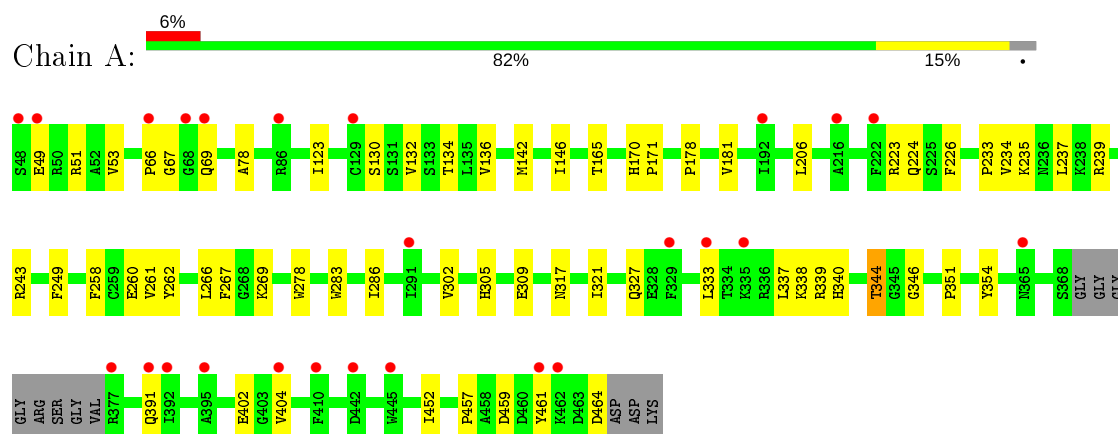 6%
Chain A:
82% 15% •
S48 E49 R50 R51 A52 V53 P66 G67 G68 Q69 A78 R86 I123 C129 S130 S131 V132 S133 T134 L135 V136 M142 I146 T165 H170 P171 P178 V181 I192 L206 A216 F222 R223 Q224 S225 F226 P233 V234 K235 N236 L237 K238 R239
R243 F249 F258 C259 E260 V261 Y262 L266 F267 G268 K269 W278 W283 I286 I291 V302 H305 E309 N317 I321 Q327 E328 F329 L333 T334 K335 R336 L337 K338 R339 H340 T344 G345 G346 P351 Y354 N365 S368 GLY GLY GLY
GLY ARG SER GLY VAL R377 Q391 I392 A395 E402 G403 V404 F410 D442 W445 I452 P457 A458 D459 D460 Y461 K462 D463 D464 ASP ASP LYS